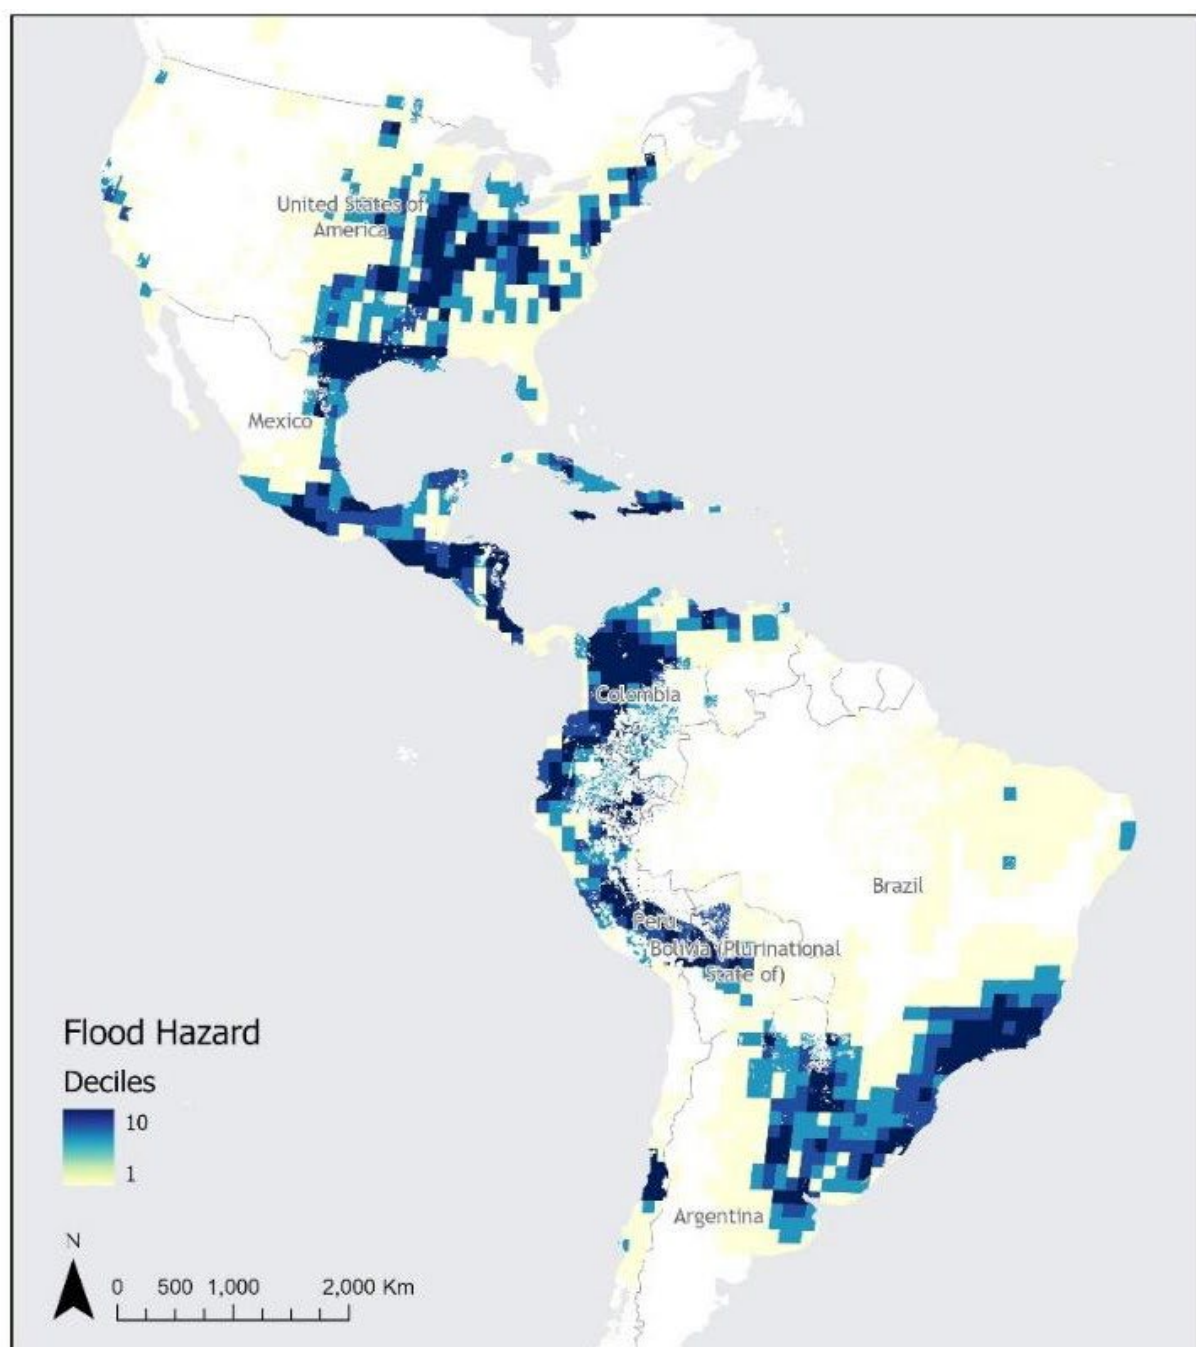 United States of
America
Mexico
Colombia
Brazil
Peru
Bolivia (Plurinational
State of)
Argentina
Flood Hazard
Deciles
10
1
N
0 500 1,000 2,000 Km